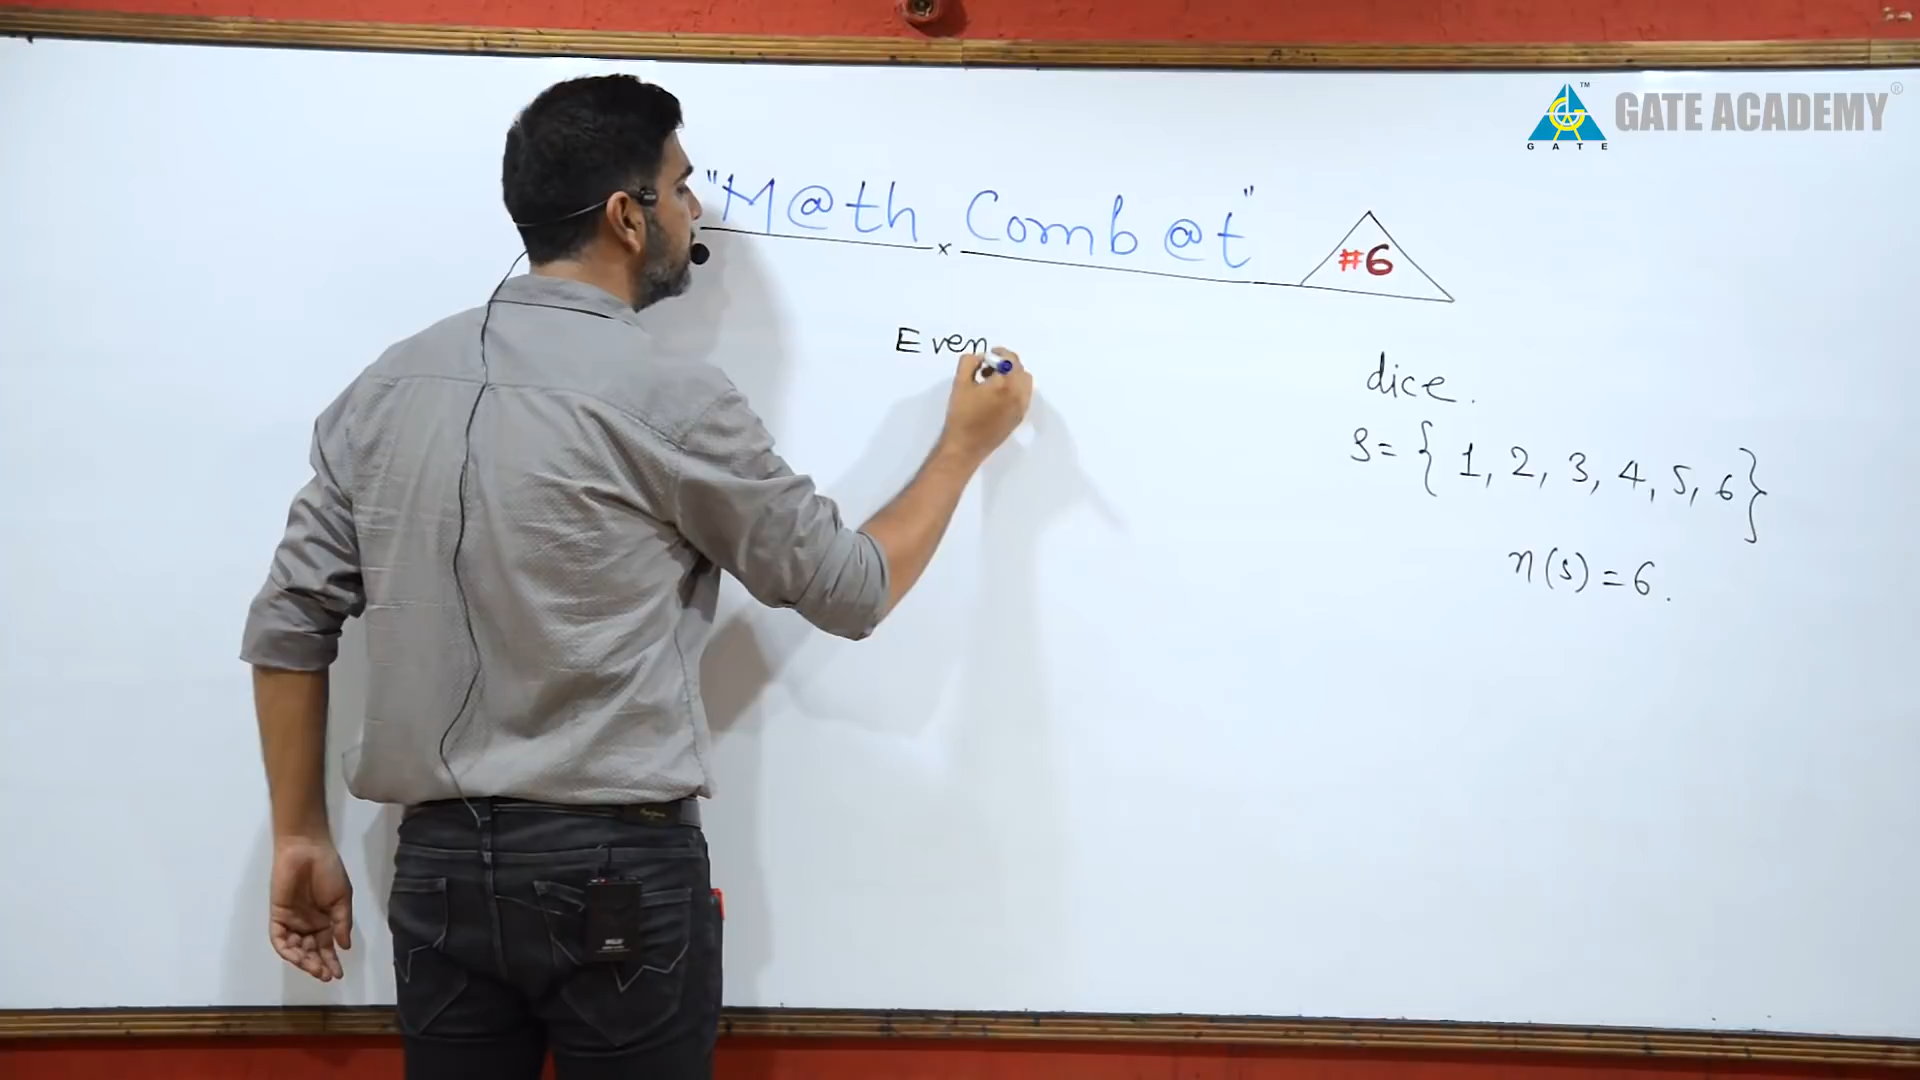 GATE ACADEMY®
GATE
"M@th Comb@t"
#6
Even
dice.
S = { 1, 2, 3, 4, 5, 6 }
n(s) = 6.